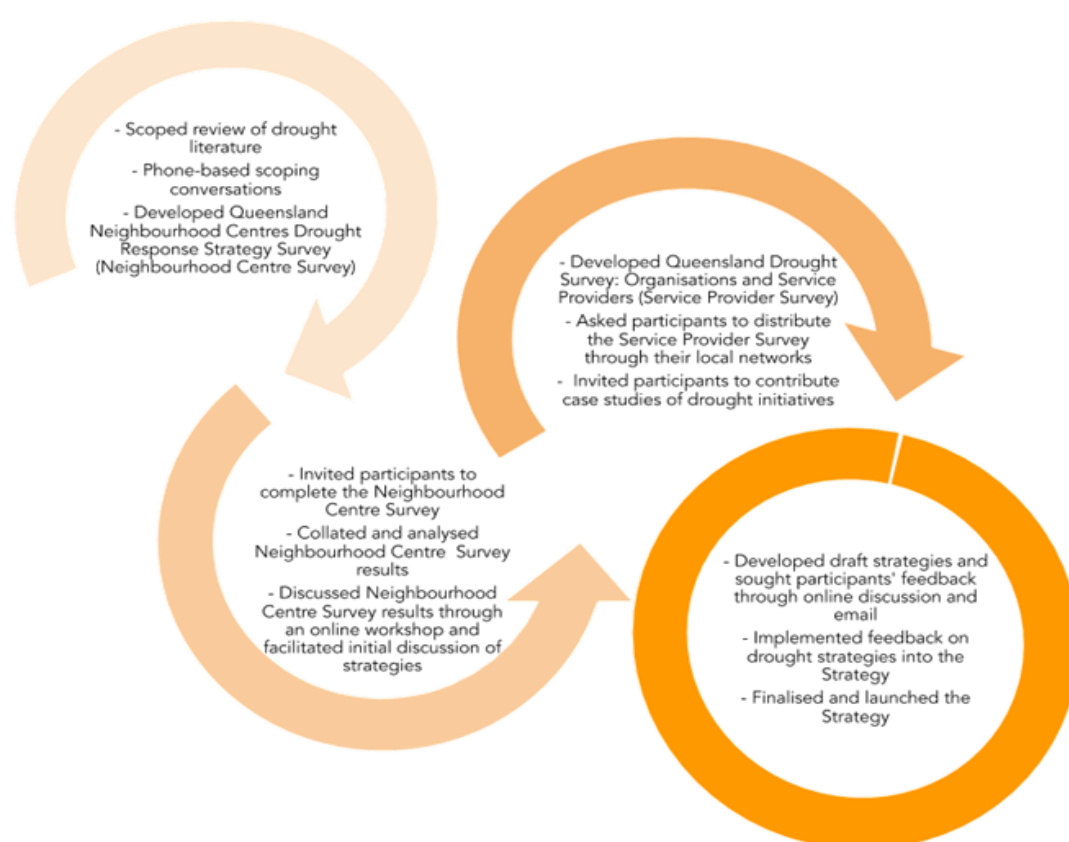 - Scoped review of drought
literature
- Phone-based scoping
conversations
- Developed Queensland
Neighbourhood Centres Drought
Response Strategy Survey
(Neighbourhood Centre Survey)
- Invited participants to
complete the Neighbourhood
Centre Survey
- Collated and analysed
Neighbourhood Centre Survey
results
- Discussed Neighbourhood
Centre Survey results through
an online workshop and
facilitated initial discussion of
strategies
- Developed Queensland Drought
Survey: Organisations and Service
Providers (Service Provider Survey)
- Asked participants to distribute
the Service Provider Survey
through their local networks
- Invited participants to contribute
case studies of drought initiatives
- Developed draft strategies and
sought participants' feedback
through online discussion and
email
- Implemented feedback on
drought strategies into the
Strategy
- Finalised and launched the
Strategy